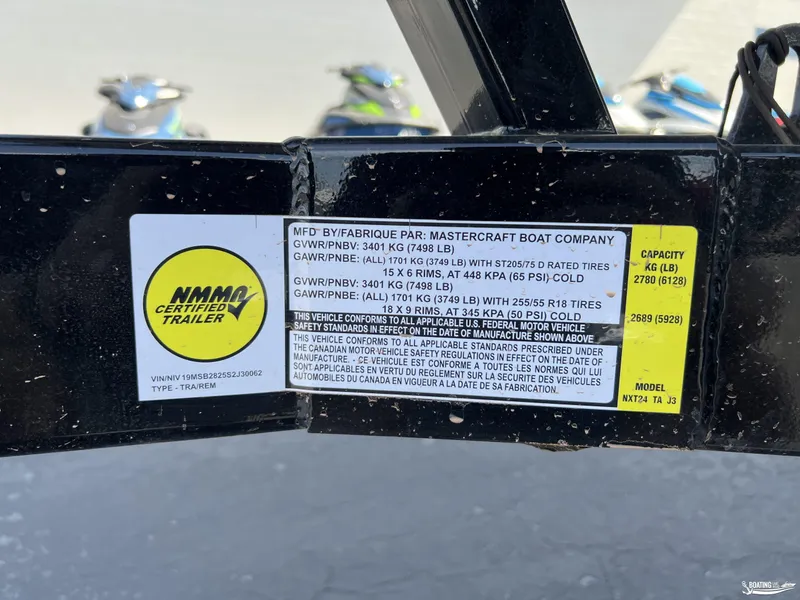 NMMA
CERTIFIED
TRAILER
VIN/NIV 19MSB2825S2J30062
TYPE - TRA/REM
MFD BY/FABRIQUE PAR: MASTERCRAFT BOAT COMPANY
GVWR/PNBV: 3401 KG (7498 LB)
GAWR/PNBE: (ALL) 1701 KG (3749 LB) WITH ST205/75 D RATED TIRES
15 X 6 RIMS, AT 448 KPA (65 PSI) COLD
GVWR/PNBV: 3401 KG (7498 LB)
GAWR/PNBE: (ALL) 1701 KG (3749 LB) WITH 255/55 R18 TIRES
18 X 9 RIMS, AT 345 KPA (50 PSI) COLD
THIS VEHICLE CONFORMS TO ALL APPLICABLE U.S. FEDERAL MOTOR VEHICLE
SAFETY STANDARDS IN EFFECT ON THE DATE OF MANUFACTURE SHOWN ABOVE
THIS VEHICLE CONFORMS TO ALL APPLICABLE STANDARDS PRESCRIBED UNDER
THE CANADIAN MOTOR VEHICLE SAFETY REGULATIONS IN EFFECT ON THE DATE OF
MANUFACTURE. - CE VEHICULE EST CONFORME A TOUTES LES NORMES QUI LUI
SONT APPLICABLES EN VERTU DU REGLEMENT SUR LA SECURITE DES VEHICULES
AUTOMOBILES DU CANADA EN VIGUEUR A LA DATE DE SA FABRICATION.
CAPACITY
KG (LB)
2780 (6128)
2689 (5928)
MODEL
NXT24 TA J3
BOATING